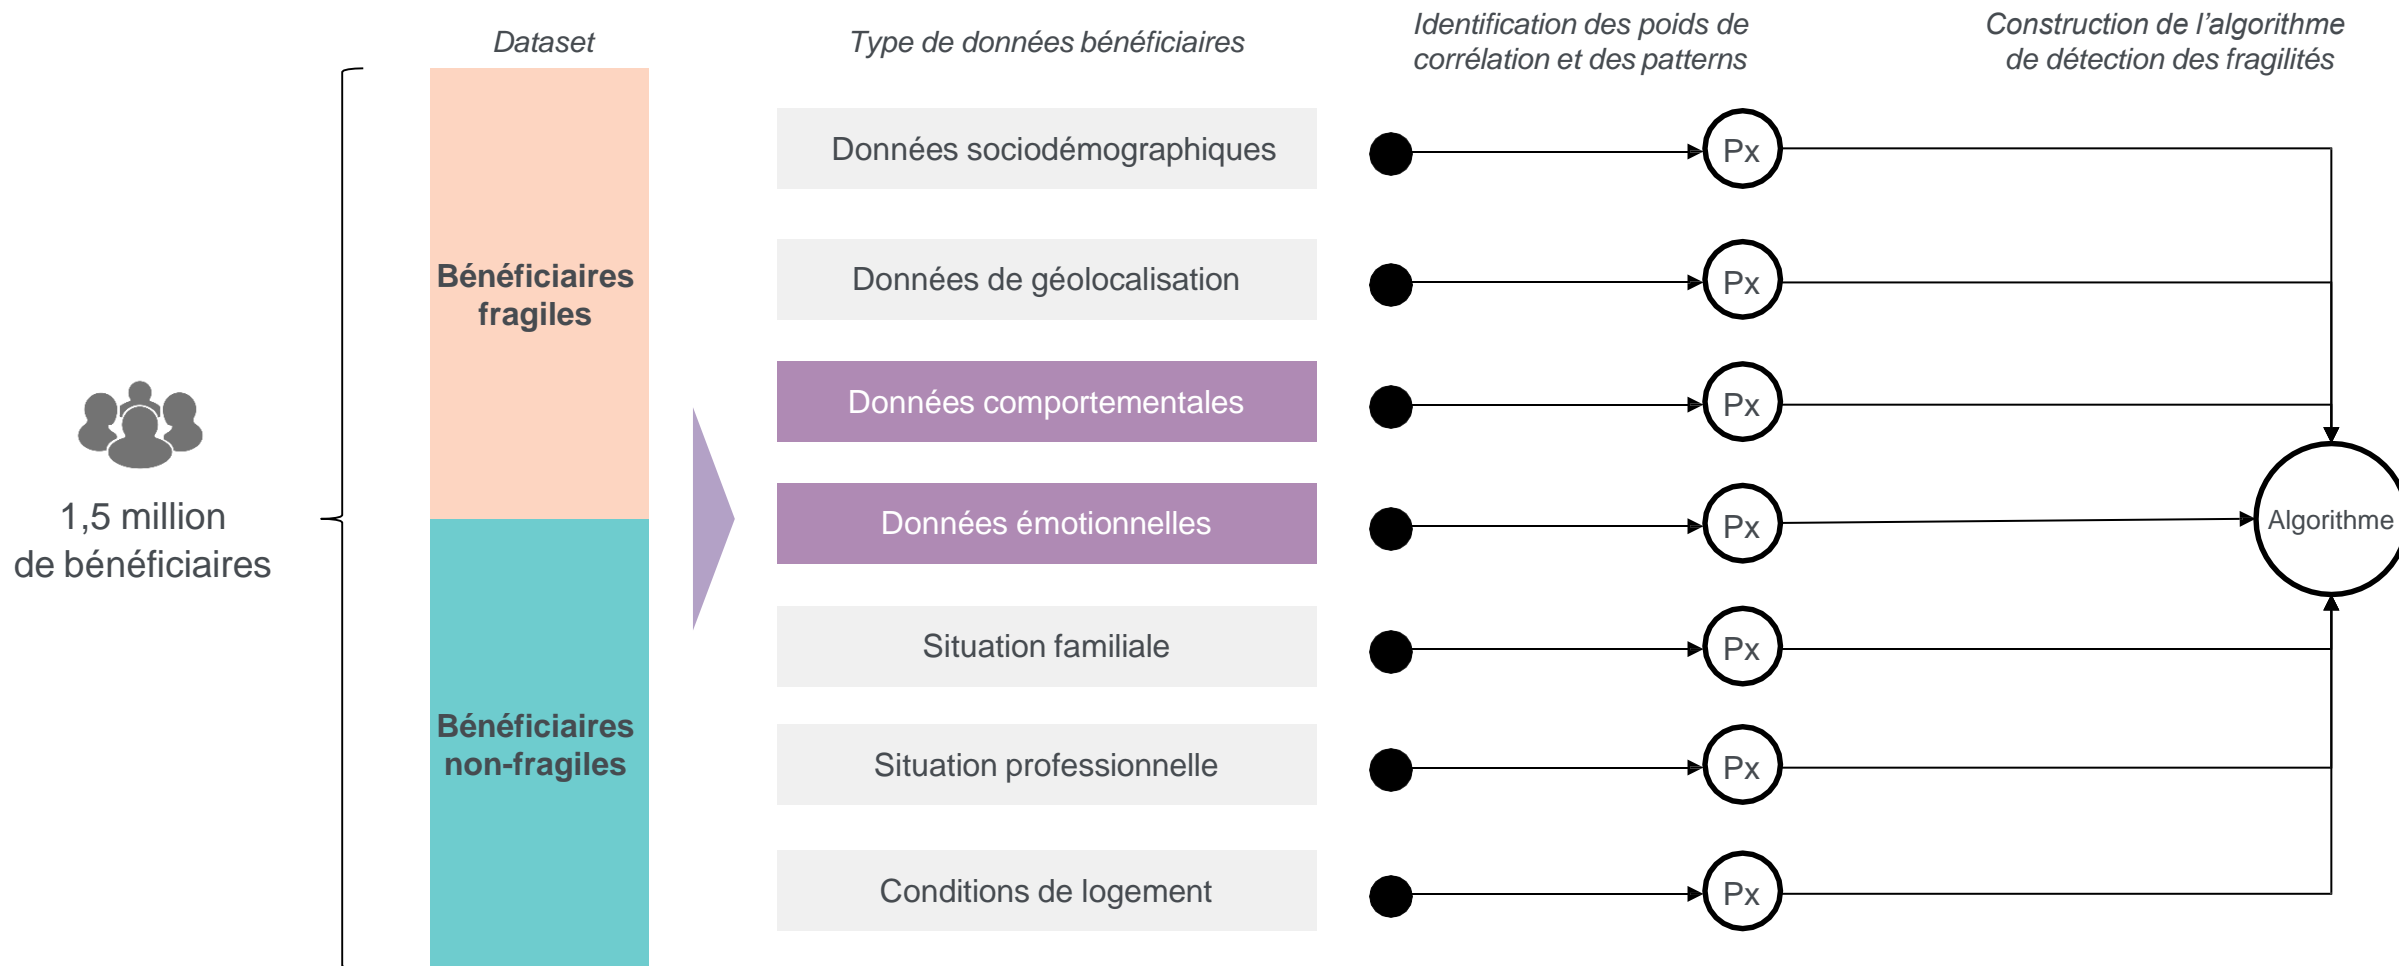 Dataset
Type de données bénéficiaires
Identification des poids de
corrélation et des patterns
Construction de l'algorithme
de détection des fragilités
1,5 million
de bénéficiaires
Bénéficiaires
fragiles
Bénéficiaires
non-fragiles
Données sociodémographiques
Px
Données de géolocalisation
Px
Données comportementales
Px
Données émotionnelles
Px
Algorithme
Situation familiale
Px
Situation professionnelle
Px
Conditions de logement
Px